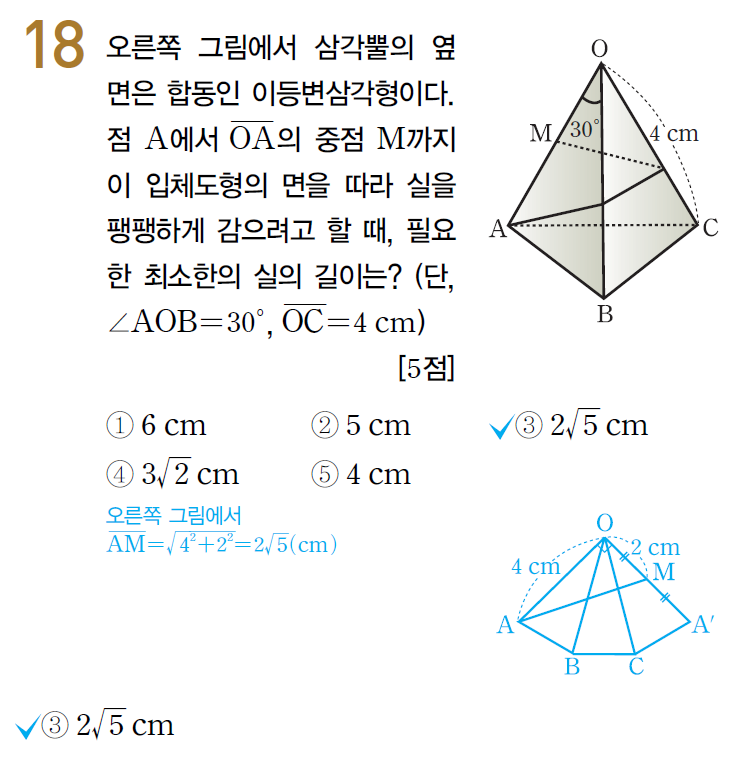 18 오른쪽 그림에서 삼각뿔의 옆
면은 합동인 이등변삼각형이다.
점 A에서 \overline{OA}의 중점 M까지
이 입체도형의 면을 따라 실을
팽팽하게 감으려고 할 때, 필요
한 최소한의 실의 길이는? (단,
∠AOB=30°, \overline{OC}=4 cm)
[5점]
O
M
30°
4 cm
A
C
B
① 6 cm
② 5 cm
③ 2√5 cm
④ 3√2 cm
⑤ 4 cm
오른쪽 그림에서
\overline{AM}=√(4²+2²)=2√5(cm)
O
2 cm
4 cm
M
A
A′
B
C
③ 2√5 cm